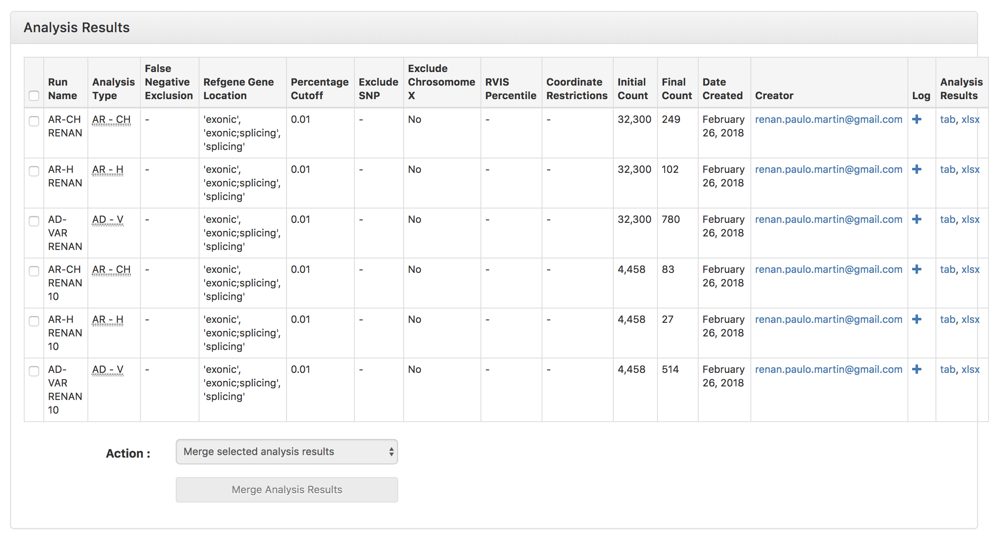 Analysis Results
Run Name
Analysis Type
False Negative Exclusion
Refgene Gene Location
Percentage Cutoff
Exclude SNP
Exclude Chrosomome X
RVIS Percentile
Coordinate Restrictions
Initial Count
Final Count
Date Created
Creator
Log
Analysis Results
AR-CH RENAN
AR - CH
-
'exonic', 'exonic;splicing', 'splicing'
0.01
-
No
-
-
32,300
249
February 26, 2018
renan.paulo.martin@gmail.com
tab, xlsx
AR-H RENAN
AR - H
-
'exonic', 'exonic;splicing', 'splicing'
0.01
-
No
-
-
32,300
102
February 26, 2018
renan.paulo.martin@gmail.com
tab, xlsx
AD-VAR RENAN
AD - V
-
'exonic', 'exonic;splicing', 'splicing'
0.01
-
No
-
-
32,300
780
February 26, 2018
renan.paulo.martin@gmail.com
tab, xlsx
AR-CH RENAN 10
AR - CH
-
'exonic', 'exonic;splicing', 'splicing'
0.01
-
No
-
-
4,458
83
February 26, 2018
renan.paulo.martin@gmail.com
tab, xlsx
AR-H RENAN 10
AR - H
-
'exonic', 'exonic;splicing', 'splicing'
0.01
-
No
-
-
4,458
27
February 26, 2018
renan.paulo.martin@gmail.com
tab, xlsx
AD-VAR RENAN 10
AD - V
-
'exonic', 'exonic;splicing', 'splicing'
0.01
-
No
-
-
4,458
514
February 26, 2018
renan.paulo.martin@gmail.com
tab, xlsx
Action :
Merge selected analysis results
Merge Analysis Results